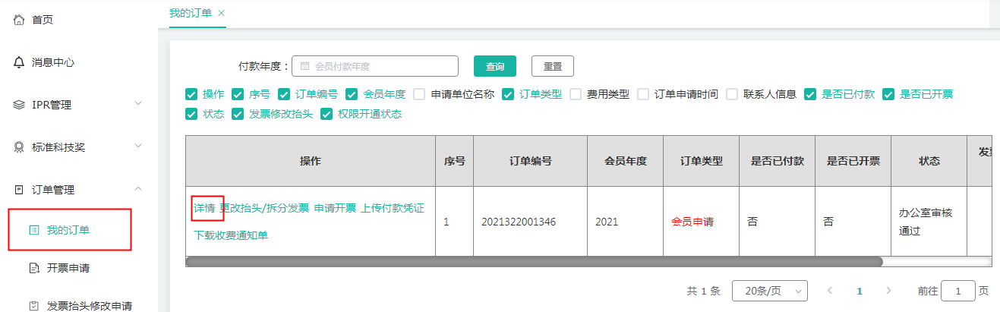 首页
消息中心
IPR管理
标准科技奖
订单管理
我的订单
开票申请
发票抬头修改申请
我的订单 ×
付款年度： 会员付款年度 查询 重置
操作 序号 订单编号 会员年度 申请单位名称 订单类型 费用类型 订单申请时间 联系人信息 是否已付款 是否已开票
状态 发票修改抬头 权限开通状态
操作 序号 订单编号 会员年度 订单类型 是否已付款 是否已开票 状态
详情 更改抬头/拆分发票 申请开票 上传付款凭证
下载收费通知单
1 2021322001346 2021 会员申请 否 否
办公室审核
通过
共 1 条 20条/页 < 1 > 前往 1 页